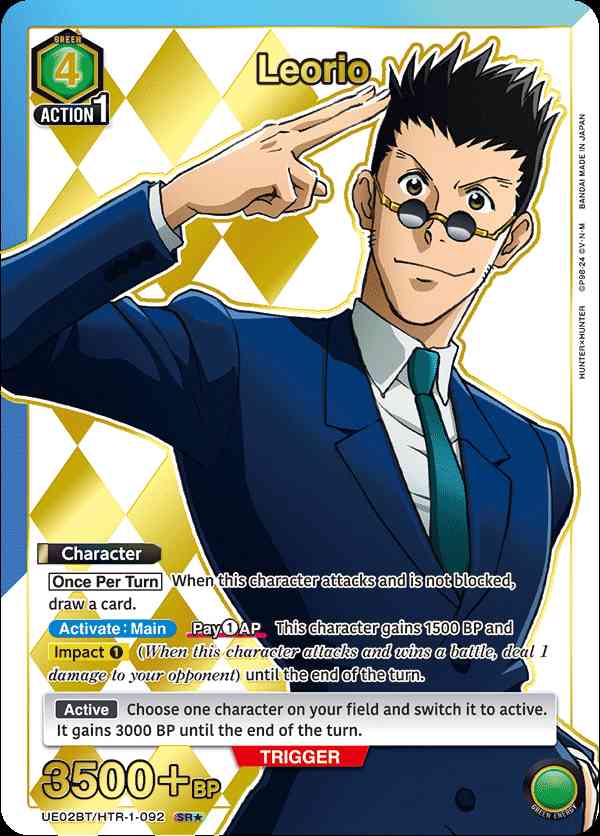 GREEN
4
ACTION 1
Leorio
HUNTER×HUNTER ©P98-24 ©V·N·M BANDAI MADE IN JAPAN
Character
Once Per Turn When this character attacks and is not blocked,
draw a card.
Activate:Main Pay 1 AP This character gains 1500 BP and
Impact 1 (When this character attacks and wins a battle, deal 1
damage to your opponent) until the end of the turn.
Active Choose one character on your field and switch it to active.
It gains 3000 BP until the end of the turn.
TRIGGER
3500+BP
UE02BT/HTR-1-092 SR★
GREEN ENERGY